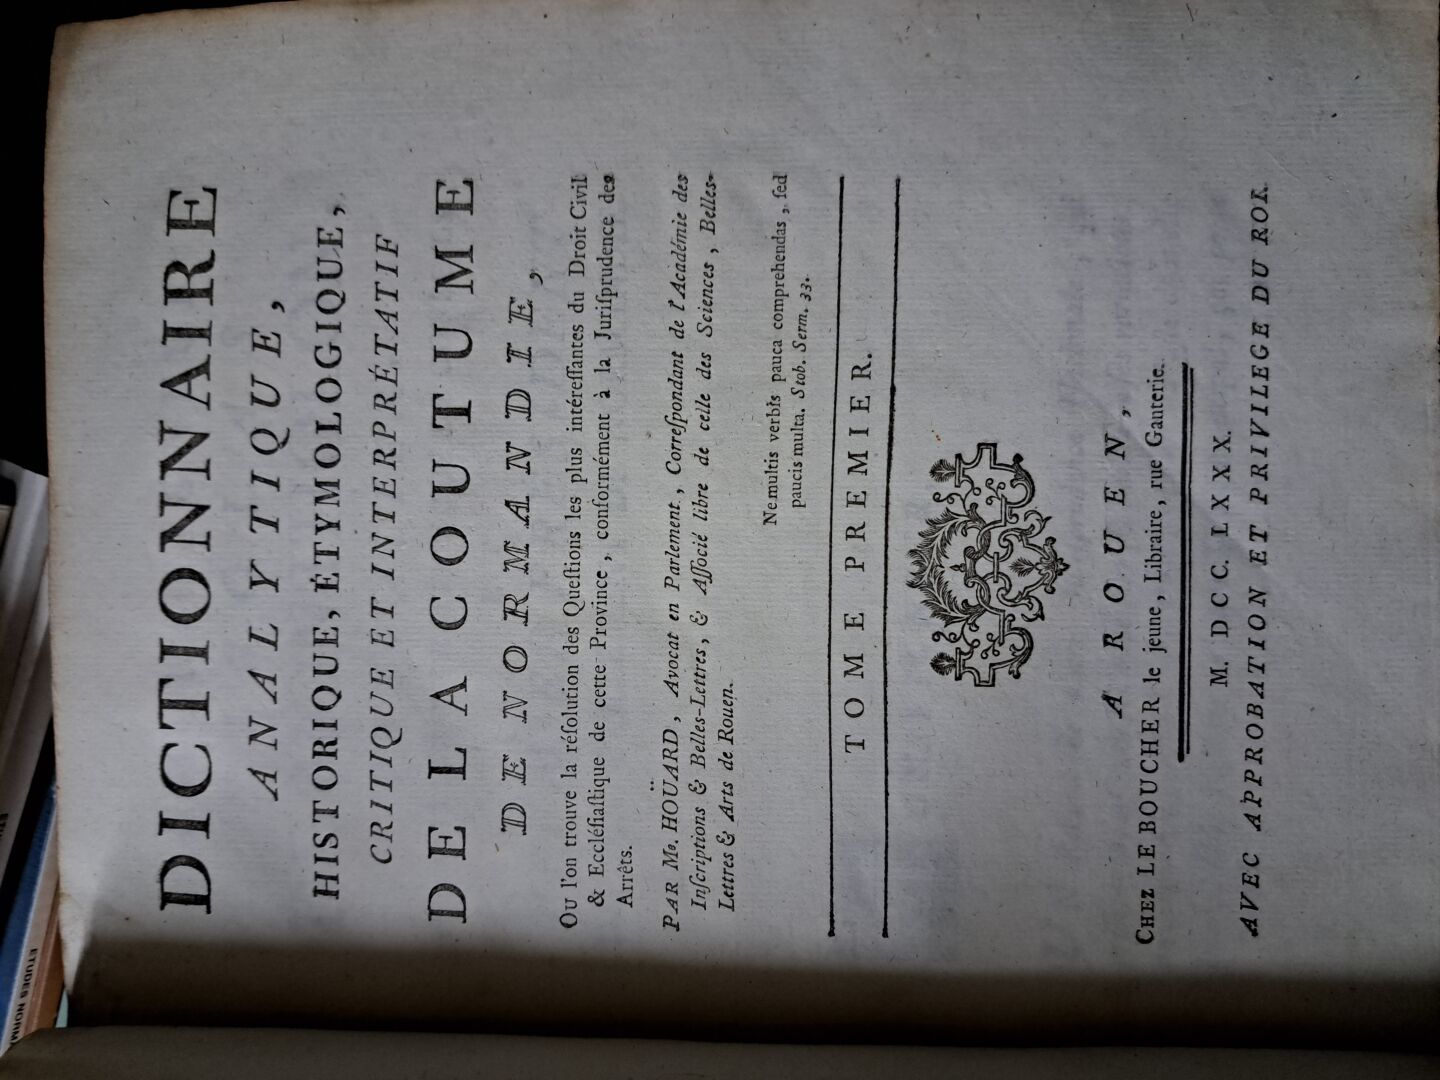 DICTIONNAIRE
ANALYTIQUE,
HISTORIQUE, ÉTYMOLOGIQUE,
CRITIQUE ET INTERPRÉTATIF
DE LA COUTUME
DE NORMANDIE,
OU l'on trouve la réſolution des Queſtions les plus intéreſſantes du Droit Civil
& Eccléſiaſtique de cette Province, conformément à la Juriſprudence des
Arrêts.
PAR Me. HOÜARD, Avocat en Parlement, Correſpondant de l'Académie des
Inſcriptions & Belles-Lettres, & Aſſocié libre de celle des Sciences, Belles-
Lettres & Arts de Rouen.
Ne multis verbis pauca comprehendas, ſed
paucis multa. Stob. Serm. 33.
TOME PREMIER.
A ROUEN,
CHEZ LE BOUCHER le jeune, Libraire, rue Ganterie.
M. DCC. LXXX.
AVEC APPROBATION ET PRIVILEGE DU ROI.
ETUDES NORM